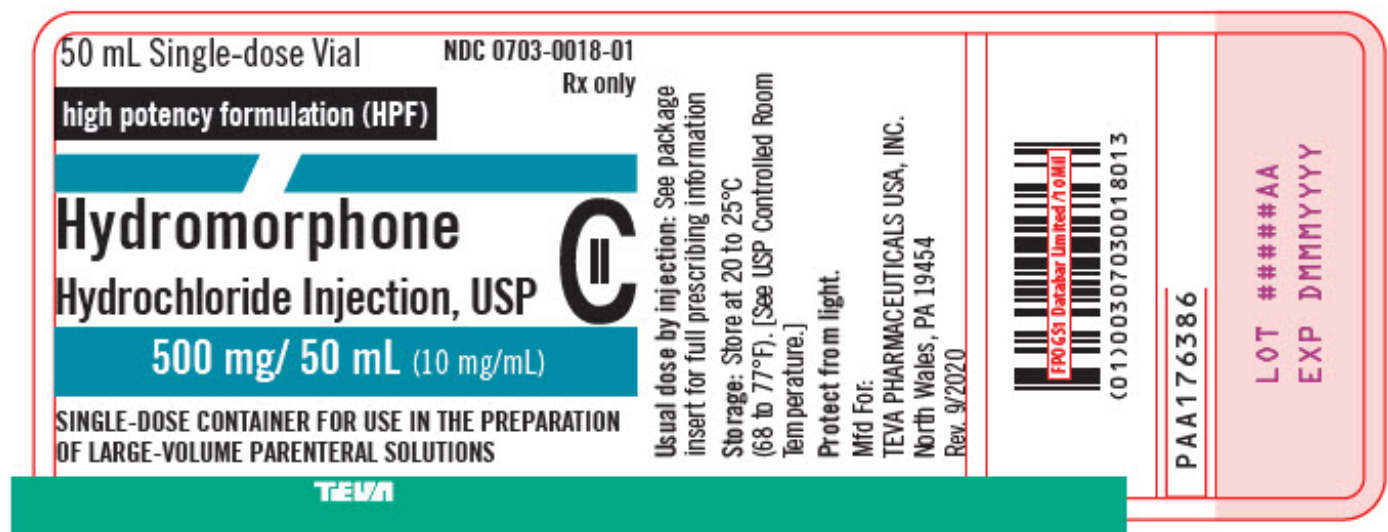 50 mL Single-dose Vial
NDC 0703-0018-01
Rx only
high potency formulation (HPF)
Hydromorphone
Hydrochloride Injection, USP
CII
500 mg/ 50 mL (10 mg/mL)
SINGLE-DOSE CONTAINER FOR USE IN THE PREPARATION
OF LARGE-VOLUME PARENTERAL SOLUTIONS
TEVA
Usual dose by injection: See package
insert for full prescribing information
Storage: Store at 20 to 25°C
(68 to 77°F). [See USP Controlled Room
Temperature.]
Protect from light.
Mfd For:
TEVA PHARMACEUTICALS USA, INC.
North Wales, PA 19454
Rev. 9/2020
FPO GS1 Databar Limited /10Mil
(01)00307030018013
PAA176386
LOT #####AA
EXP DMMMYYYY